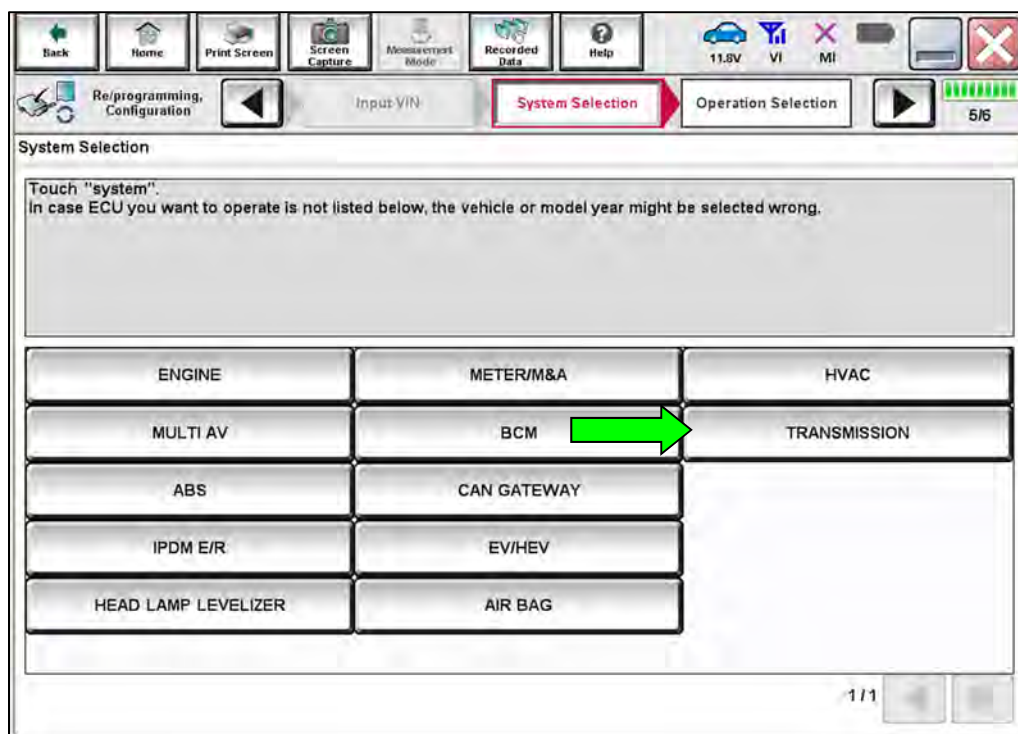 Back
Home
Print Screen
Screen Capture
Measurement Mode
Recorded Data
Help
11.8V
VI
MI
Re/programming, Configuration
Input VIN
System Selection
Operation Selection
5/6
System Selection
Touch "system".
In case ECU you want to operate is not listed below, the vehicle or model year might be selected wrong.
ENGINE
METER/M&A
HVAC
MULTI AV
BCM
TRANSMISSION
ABS
CAN GATEWAY
IPDM E/R
EV/HEV
HEAD LAMP LEVELIZER
AIR BAG
1/1